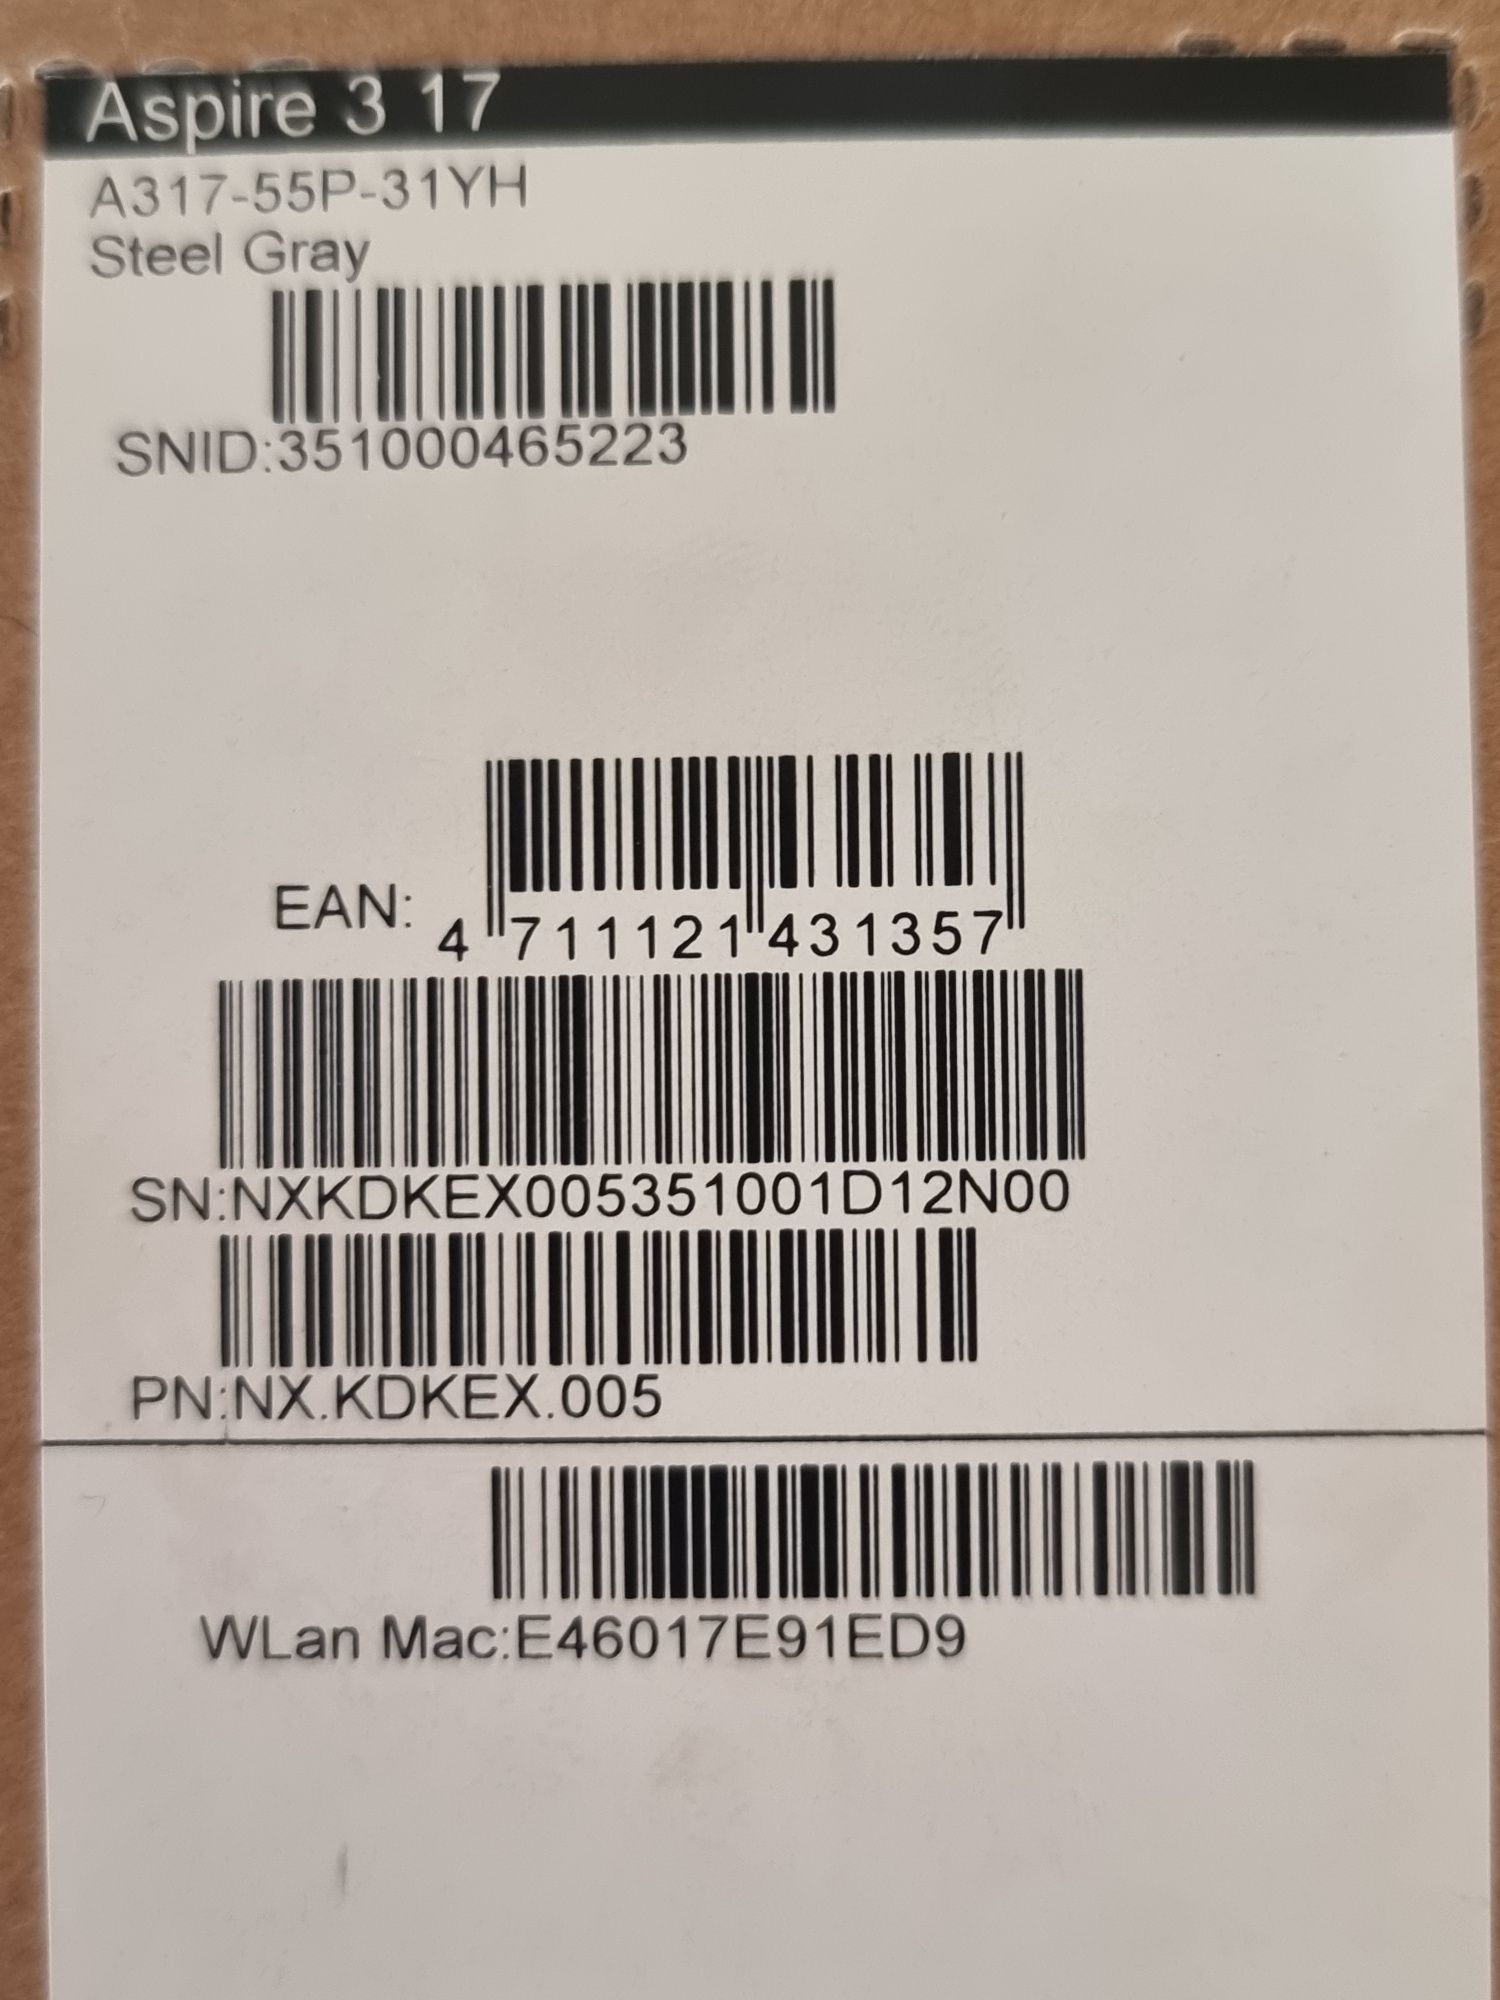 Aspire 3 17
A317-55P-31YH
Steel Gray
SNID:351000465223
EAN: 4 711121 431357
SN:NXKDKEX005351001D12N00
PN:NX.KDKEX.005
WLan Mac:E46017E91ED9